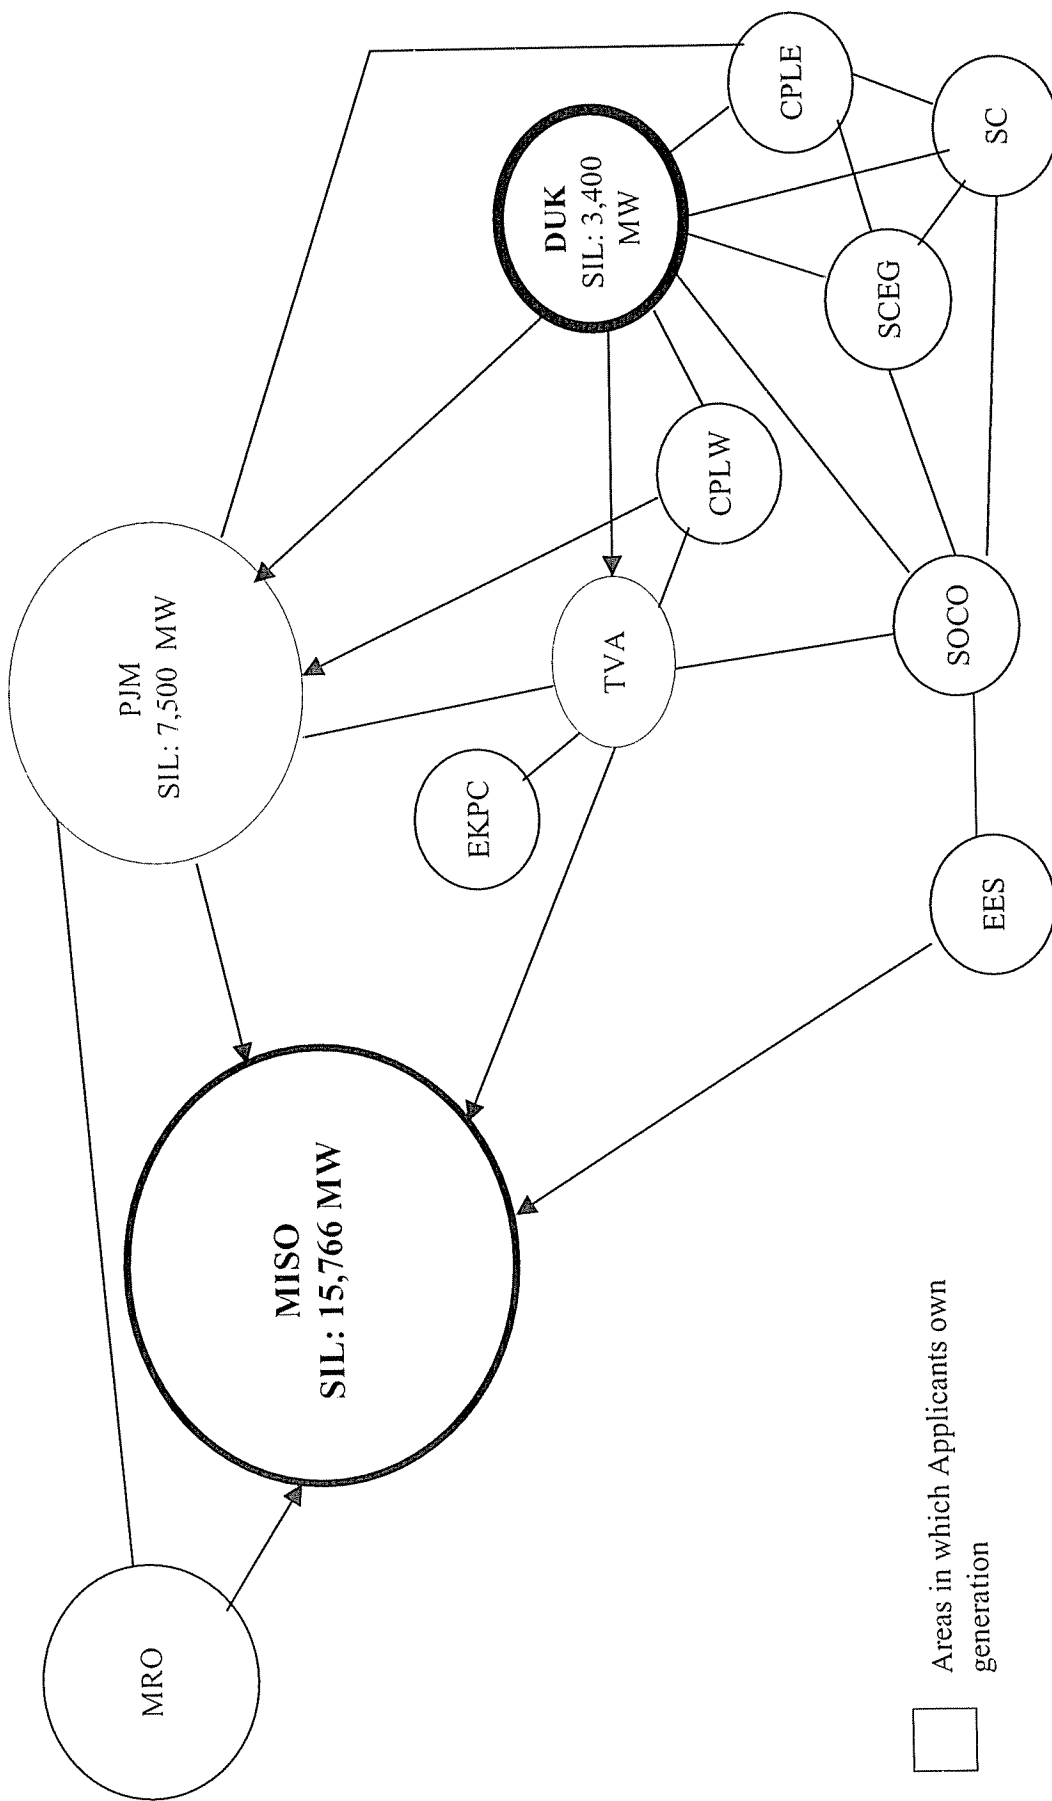 MRO
MISO
SIL: 15,766 MW
PJM
SIL: 7,500 MW
EKPC
TVA
CPLW
DUK
SIL: 3,400
MW
CPLE
SC
SCEG
SOCO
EES
Areas in which Applicants own
generation